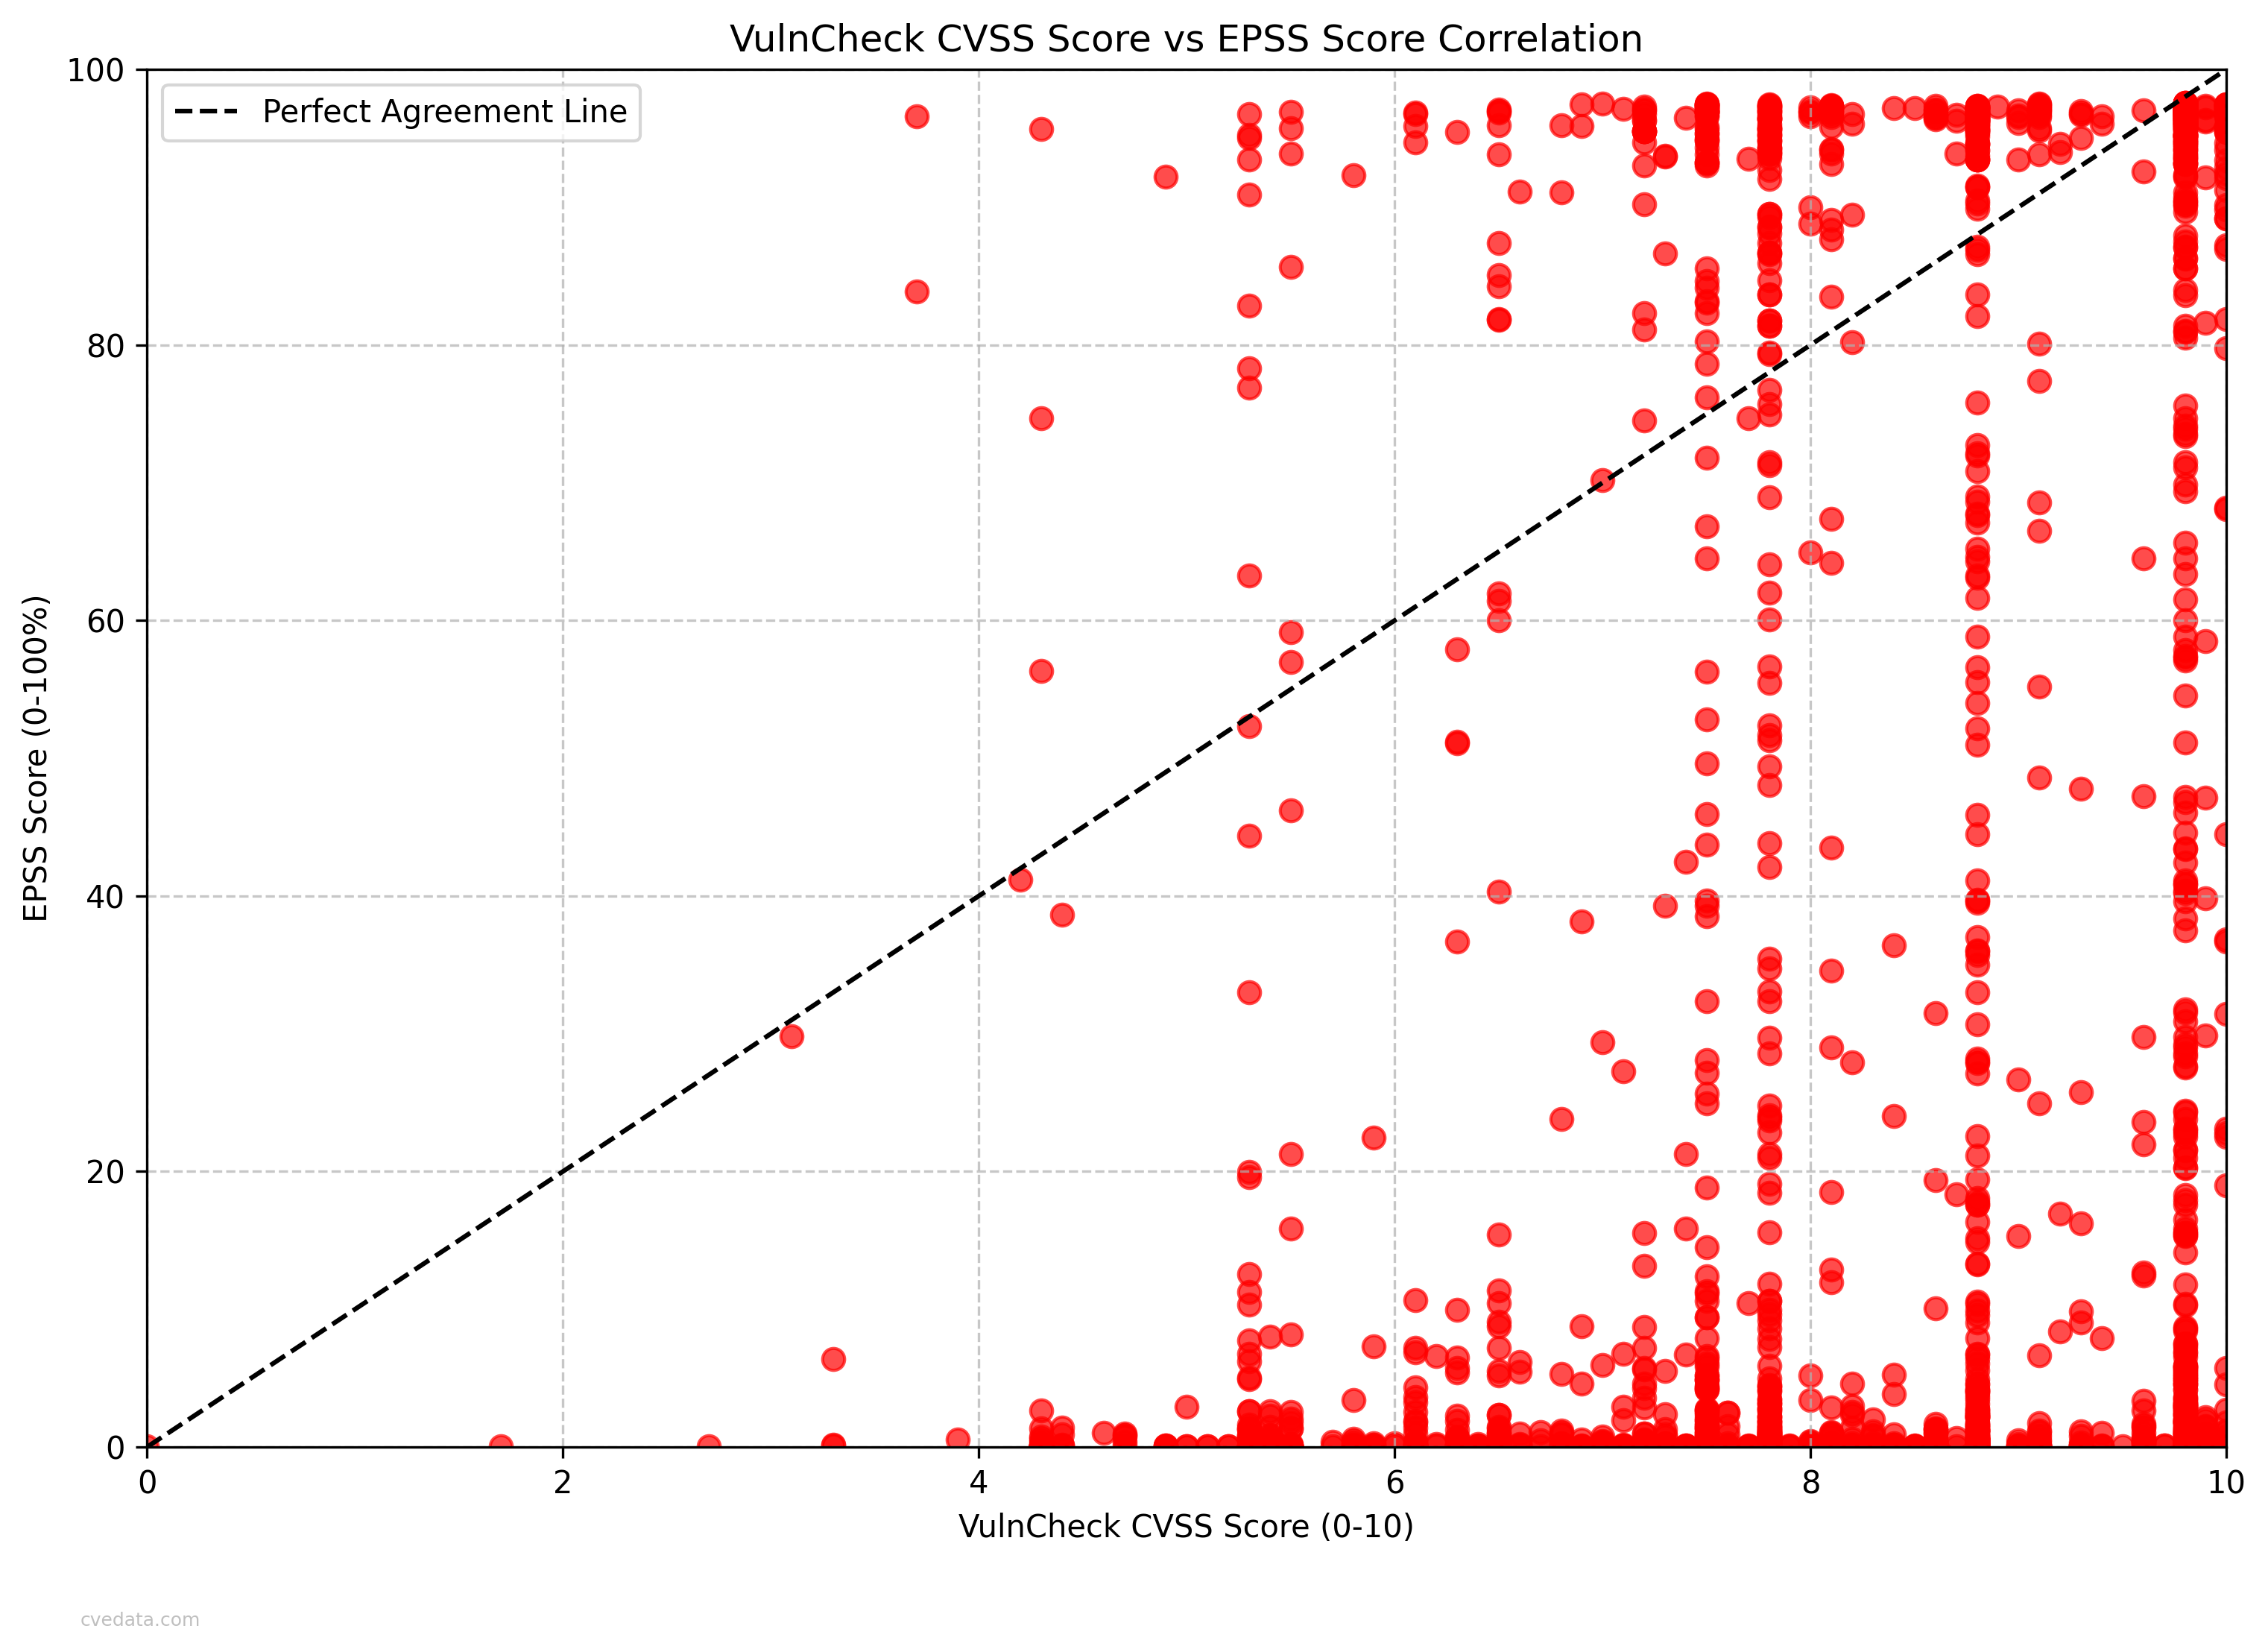 VulnCheck CVSS Score vs EPSS Score Correlation
Perfect Agreement Line
EPSS Score (0-100%)
100
80
60
40
20
0
0 2 4 6 8 10
VulnCheck CVSS Score (0-10)
cvedata.com